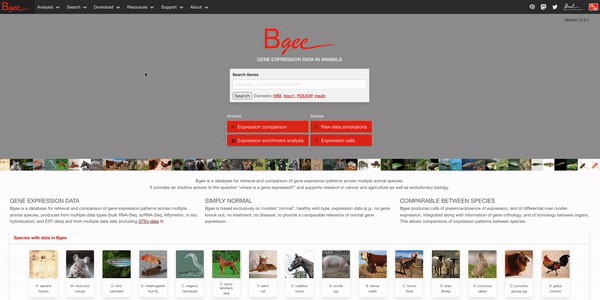 Bgee Analysis Search Download Resources Support About
Version 15.0.1
Bgee
GENE EXPRESSION DATA IN ANIMALS
Search Genes
Search Examples: HBB, Apoc1, PDE4DIP, insulin
Analysis Browse
Expression comparison Raw data annotations
Expression enrichment analysis Expression calls
Bgee is a database for retrieval and comparison of gene expression patterns across multiple animal species.
It provides an intuitive answer to the question "where is a gene expressed?" and supports research in cancer and agriculture as well as evolutionary biology.
GENE EXPRESSION DATA
Bgee is a database for retrieval and comparison of gene expression patterns across multiple
animal species, produced from multiple data types (bulk RNA-Seq, scRNA-Seq, Affymetrix, in situ
hybridization, and EST data) and from multiple data sets (including GTEx data).
SIMPLY NORMAL
Bgee is based exclusively on curated "normal", healthy wild-type, expression data (e.g., no gene
knock-out, no treatment, no disease), to provide a comparable reference of normal gene
expression.
COMPARABLE BETWEEN SPECIES
Bgee produces calls of presence/absence of expression, and of differential over-/under-
expression, integrated along with information of gene orthology, and of homology between organs.
This allows comparisons of expression patterns between species.
Species with data in Bgee
H. sapiens M. musculus D. rerio D. melanogaster C. elegans C. lupus familiaris F. catus E. caballus S. scrofa B. taurus C. hircus O. aries O. cuniculus G. gallus
human mouse zebrafish fruit fly nematode dog cat horse pig cattle Goat Sheep rabbit guinea pig chicken